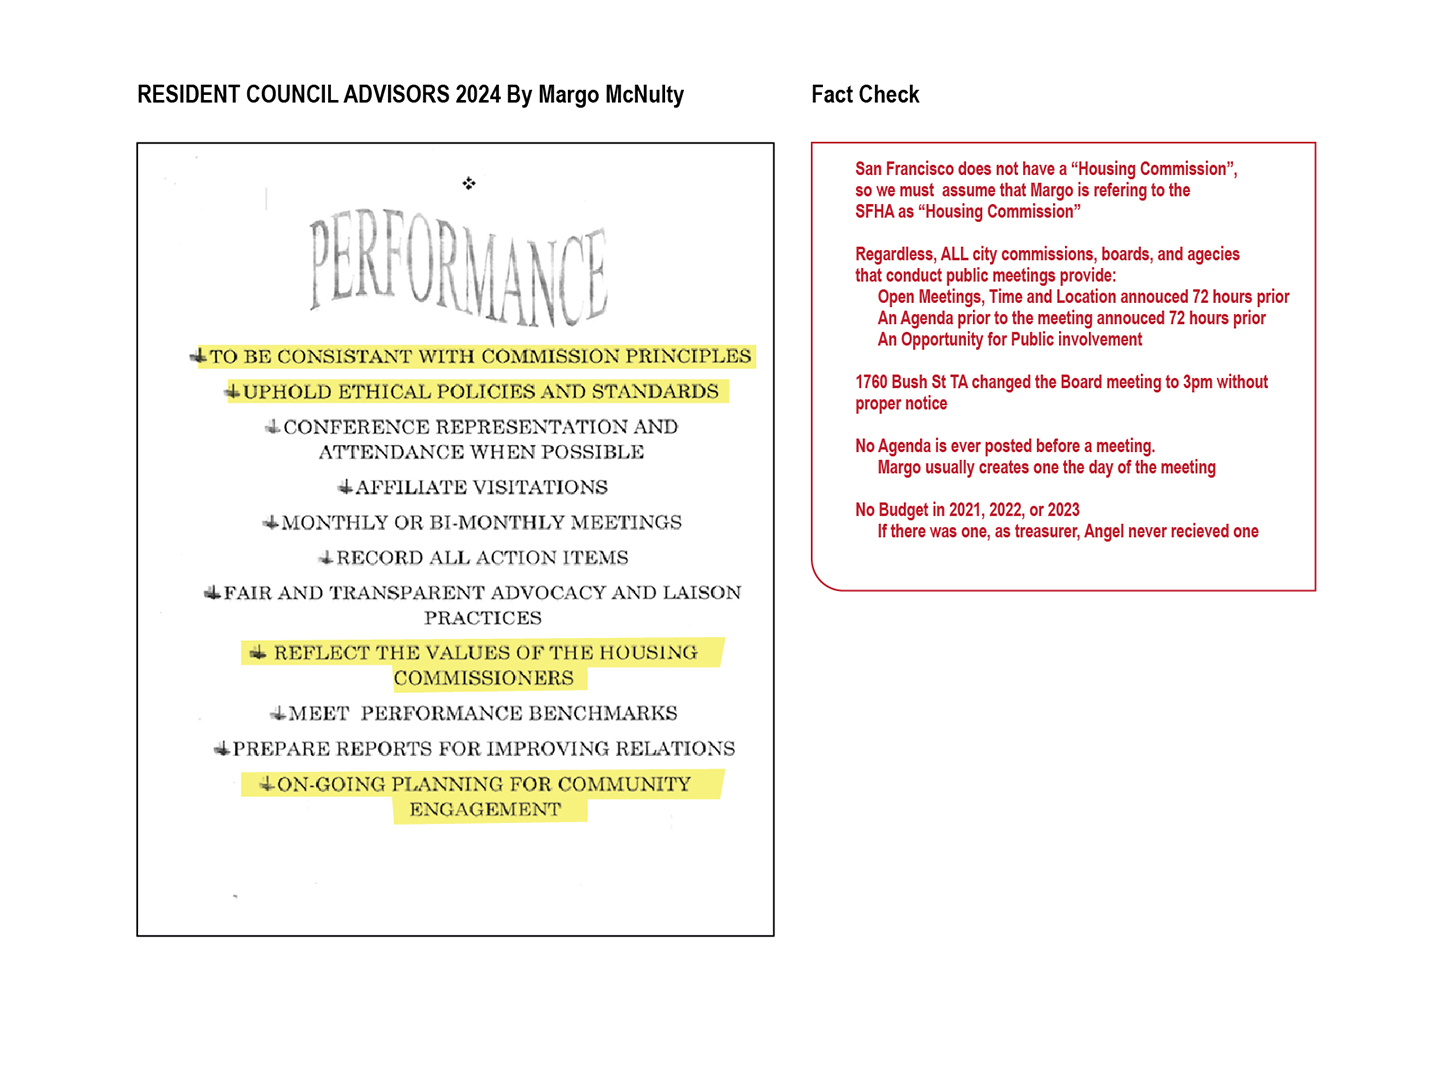 RESIDENT COUNCIL ADVISORS 2024 By Margo McNulty
PERFORMANCE
TO BE CONSISTANT WITH COMMISSION PRINCIPLES
UPHOLD ETHICAL POLICIES AND STANDARDS
CONFERENCE REPRESENTATION AND
ATTENDANCE WHEN POSSIBLE
AFFILIATE VISITATIONS
MONTHLY OR BI-MONTHLY MEETINGS
RECORD ALL ACTION ITEMS
FAIR AND TRANSPARENT ADVOCACY AND LAISON
PRACTICES
REFLECT THE VALUES OF THE HOUSING
COMMISSIONERS
MEET PERFORMANCE BENCHMARKS
PREPARE REPORTS FOR IMPROVING RELATIONS
ON-GOING PLANNING FOR COMMUNITY
ENGAGEMENT
Fact Check
San Francisco does not have a “Housing Commission”,
so we must assume that Margo is refering to the
SFHA as “Housing Commission”
Regardless, ALL city commissions, boards, and agecies
that conduct public meetings provide:
Open Meetings, Time and Location annouced 72 hours prior
An Agenda prior to the meeting annouced 72 hours prior
An Opportunity for Public involvement
1760 Bush St TA changed the Board meeting to 3pm without
proper notice
No Agenda is ever posted before a meeting.
Margo usually creates one the day of the meeting
No Budget in 2021, 2022, or 2023
If there was one, as treasurer, Angel never recieved one